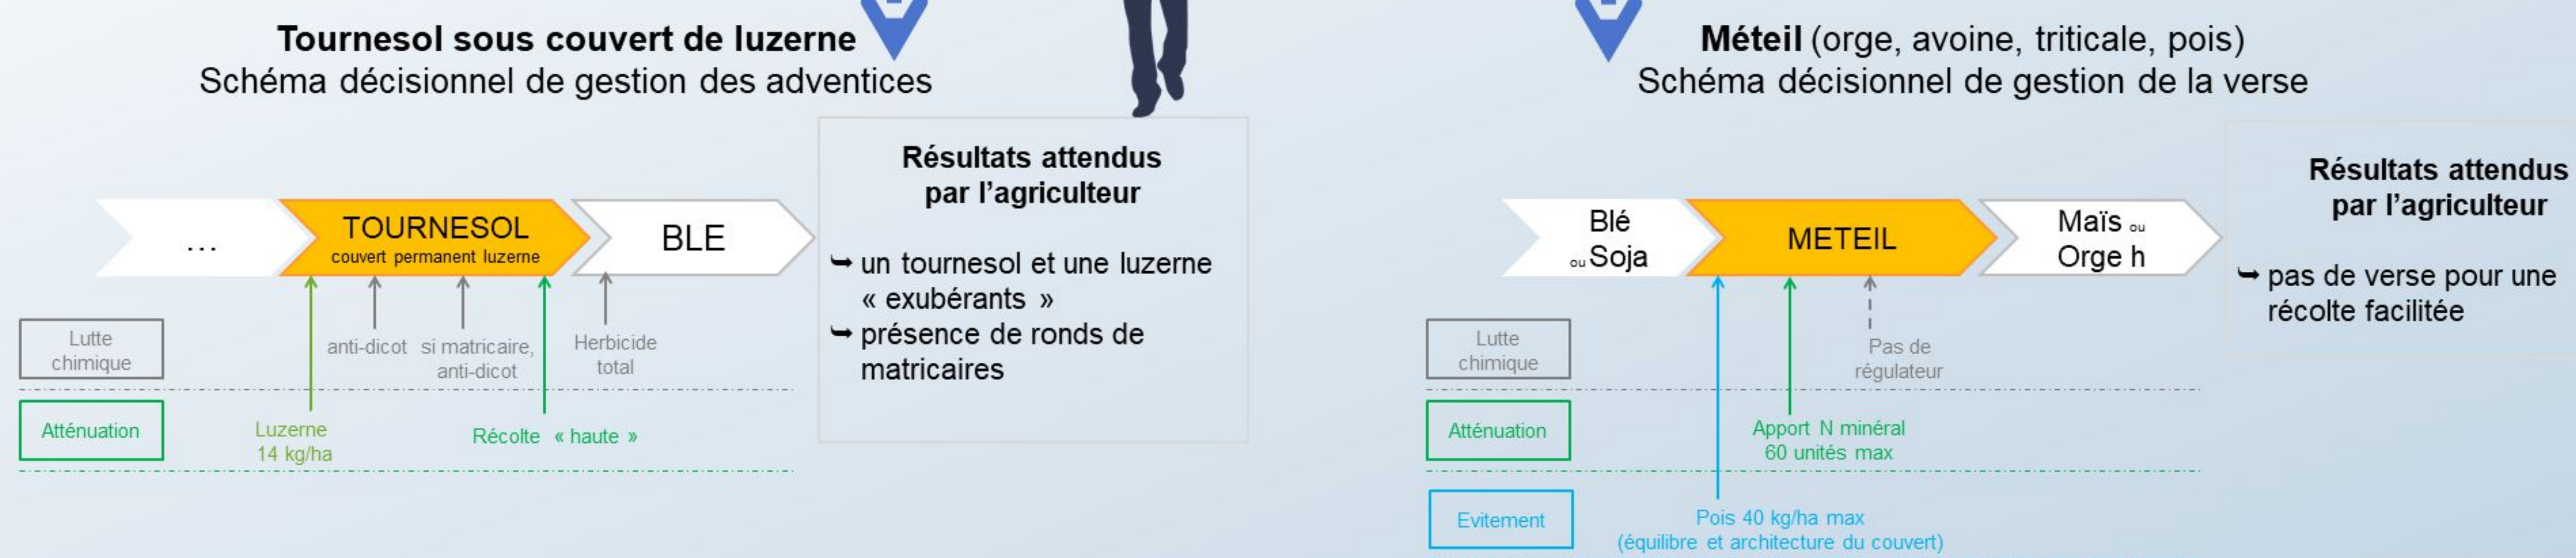 Tournesol sous couvert de luzerne
Schéma décisionnel de gestion des adventices
...
TOURNESOL
couvert permanent luzerne
BLE
Lutte
chimique
anti-dicot
si matricaire,
anti-dicot
Herbicide
total
Atténuation
Luzerne
14 kg/ha
Récolte « haute »
Résultats attendus
par l’agriculteur
➥ un tournesol et une luzerne
« exubérants »
➥ présence de ronds de
matricaires
Méteil (orge, avoine, triticale, pois)
Schéma décisionnel de gestion de la verse
Blé
ou Soja
METEIL
Maïs ou
Orge h
Lutte
chimique
Pas de
régulateur
Atténuation
Apport N minéral
60 unités max
Evitement
Pois 40 kg/ha max
(équilibre et architecture du couvert)
Résultats attendus
par l’agriculteur
➥ pas de verse pour une
récolte facilitée